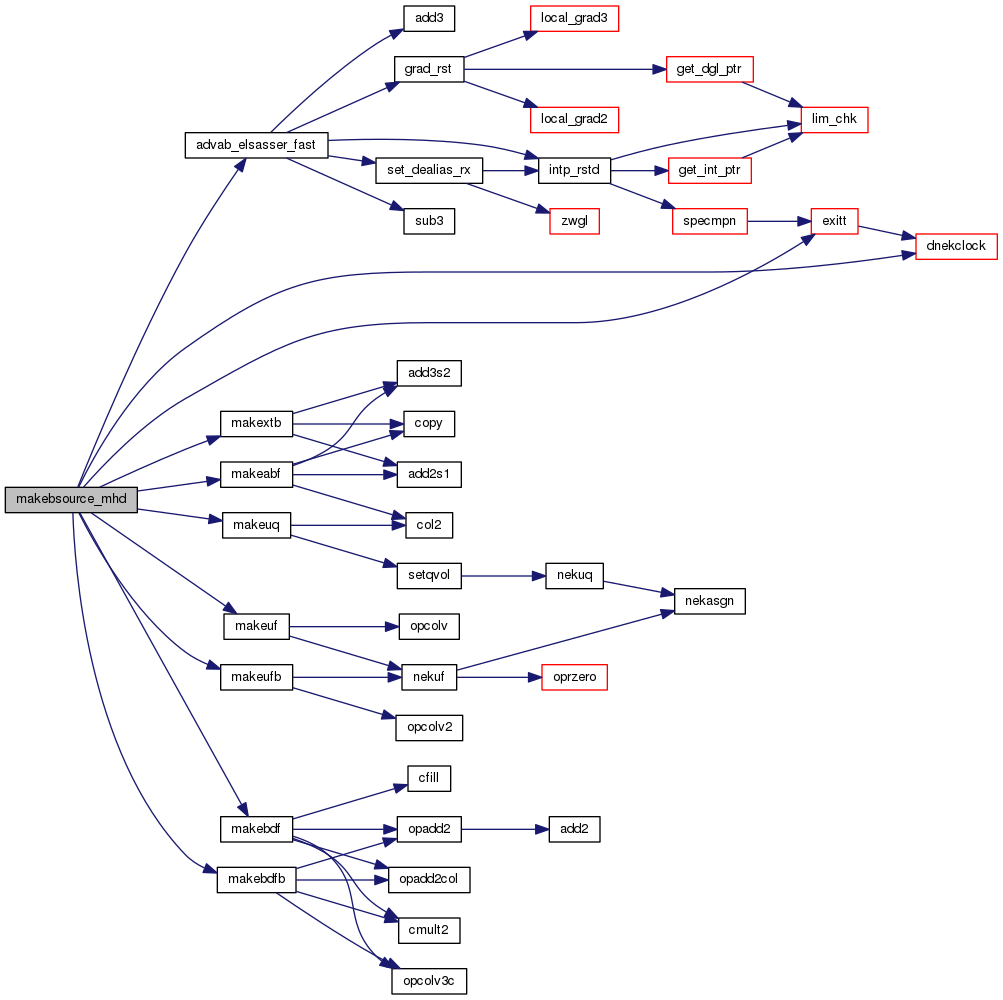 add3
local_grad3
grad_rst
get_dgl_ptr
local_grad2
lim_chk
advab_elsasser_fast
set_dealias_rx
intp_rstd
get_int_ptr
sub3
zwgl
specmpn
exitt
dnekclock
add3s2
makextb
copy
makeabf
add2s1
makebsource_mhd
makeuq
col2
setqvol
nekuq
nekasgn
makeuf
opcolv
makeufb
nekuf
oprzero
opcolv2
cfill
makebdf
opadd2
add2
makebdfb
opadd2col
cmult2
opcolv3c